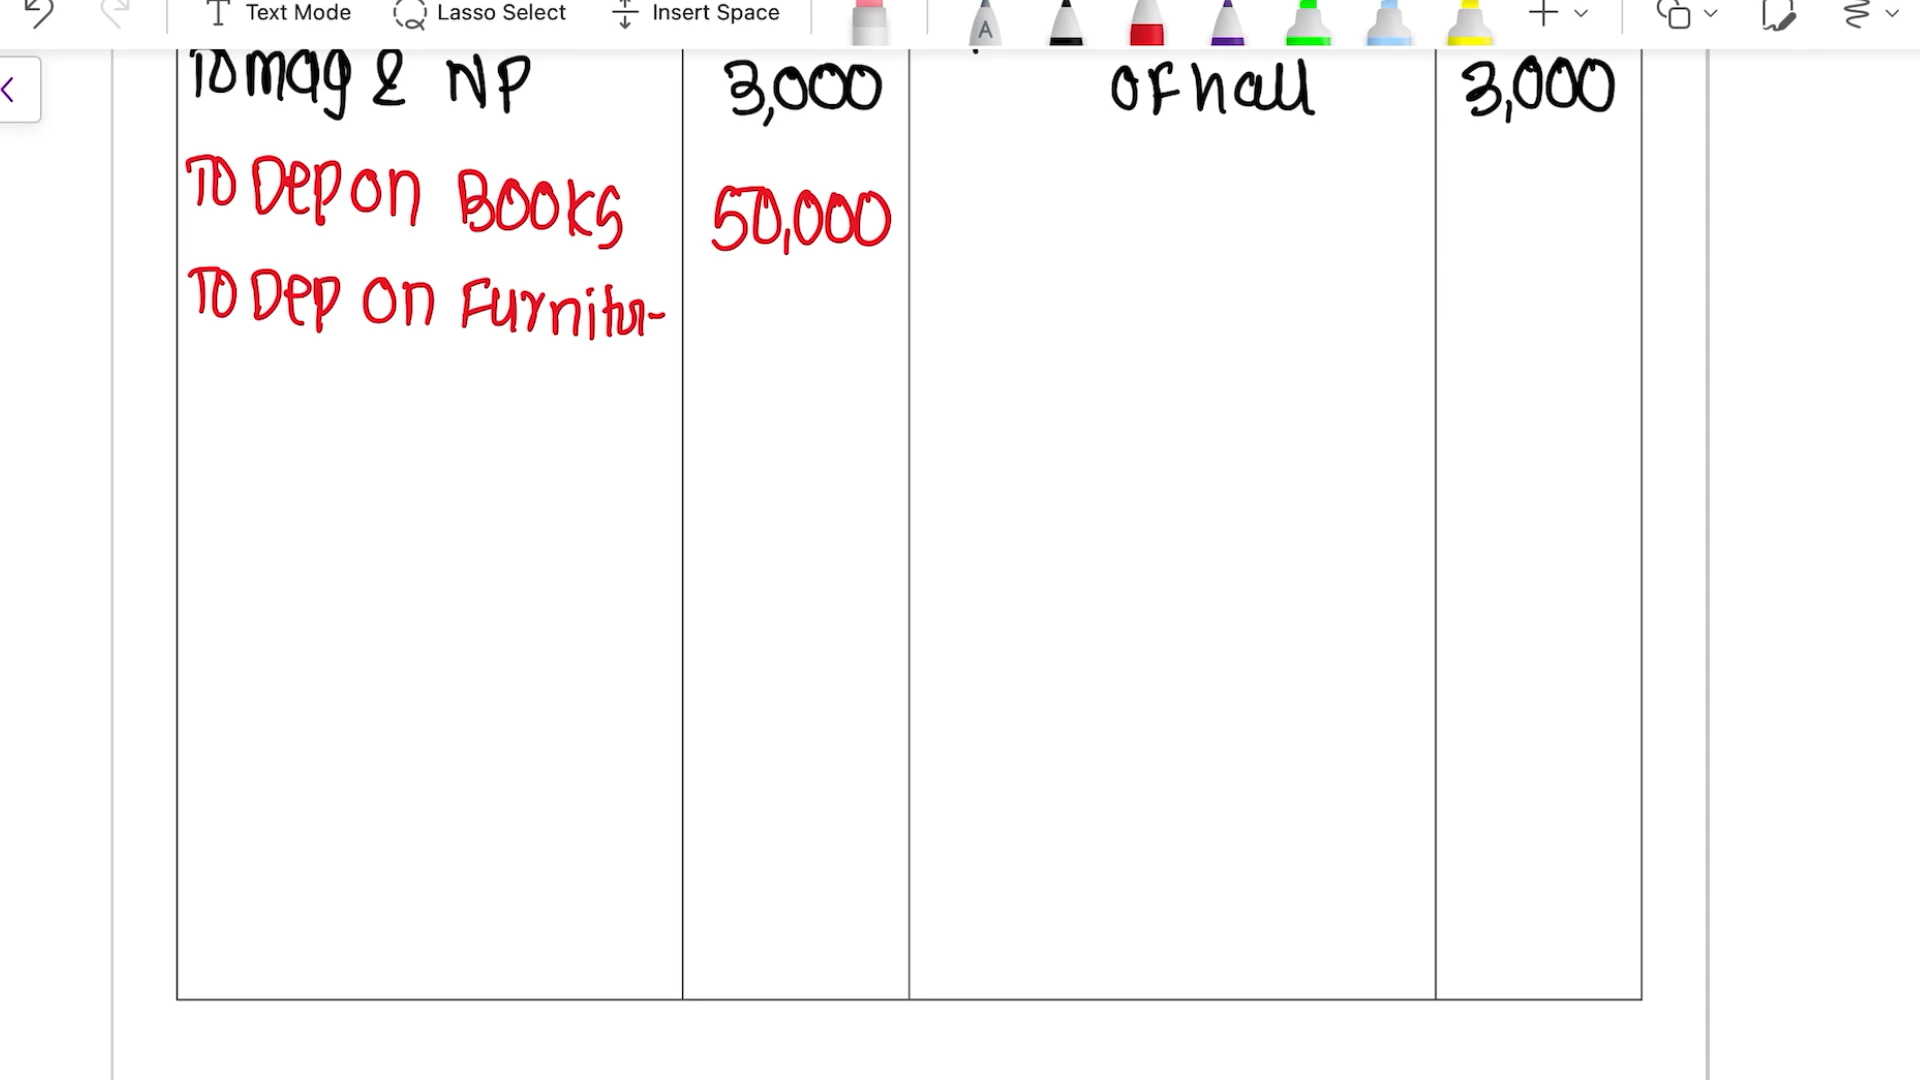 Text Mode Lasso Select Insert Space
A
To mag & NP 3,000 of hall 3,000
To Dep on Books 50,000
To Dep on Furnitur-